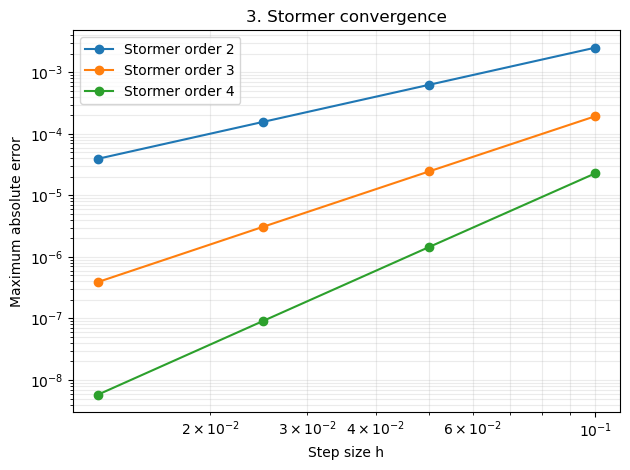 3. Stormer convergence
Stormer order 2
Stormer order 3
Stormer order 4
Maximum absolute error
10⁻³
10⁻⁴
10⁻⁵
10⁻⁶
10⁻⁷
10⁻⁸
2 × 10⁻²
3 × 10⁻²
4 × 10⁻²
6 × 10⁻²
10⁻¹
Step size h